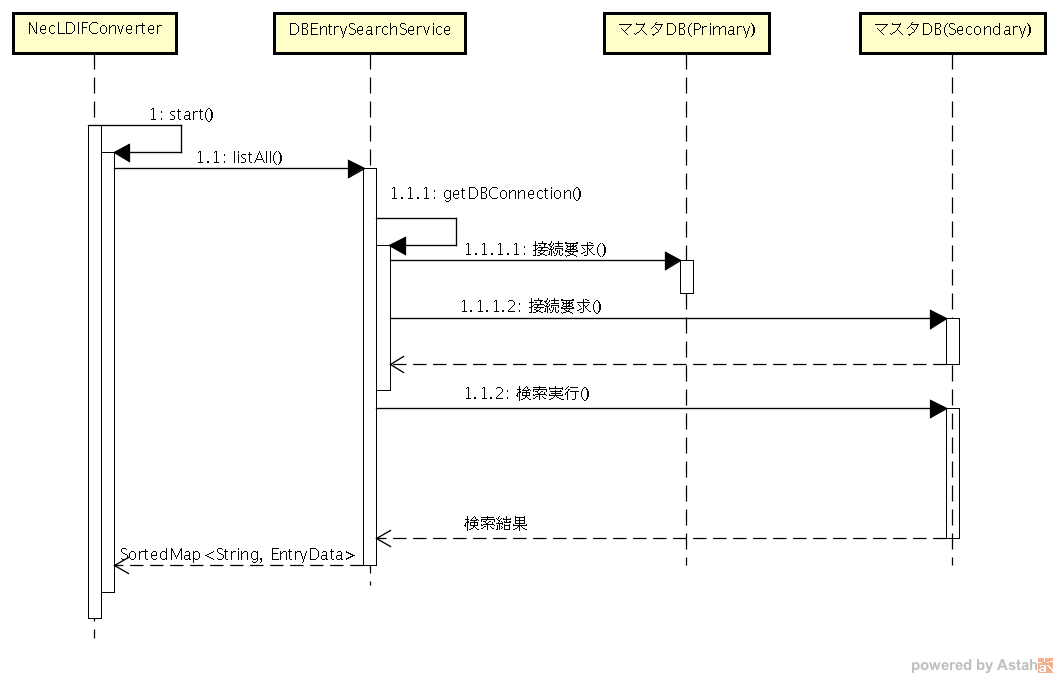 NecLDIFConverter
DBEntrySearchService
マスタDB(Primary)
マスタDB(Secondary)
1: start()
1.1: listAll()
1.1.1: getDBConnection()
1.1.1.1: 接続要求()
1.1.1.2: 接続要求()
1.1.2: 検索実行()
検索結果
SortedMap<String, EntryData>
powered by Astah